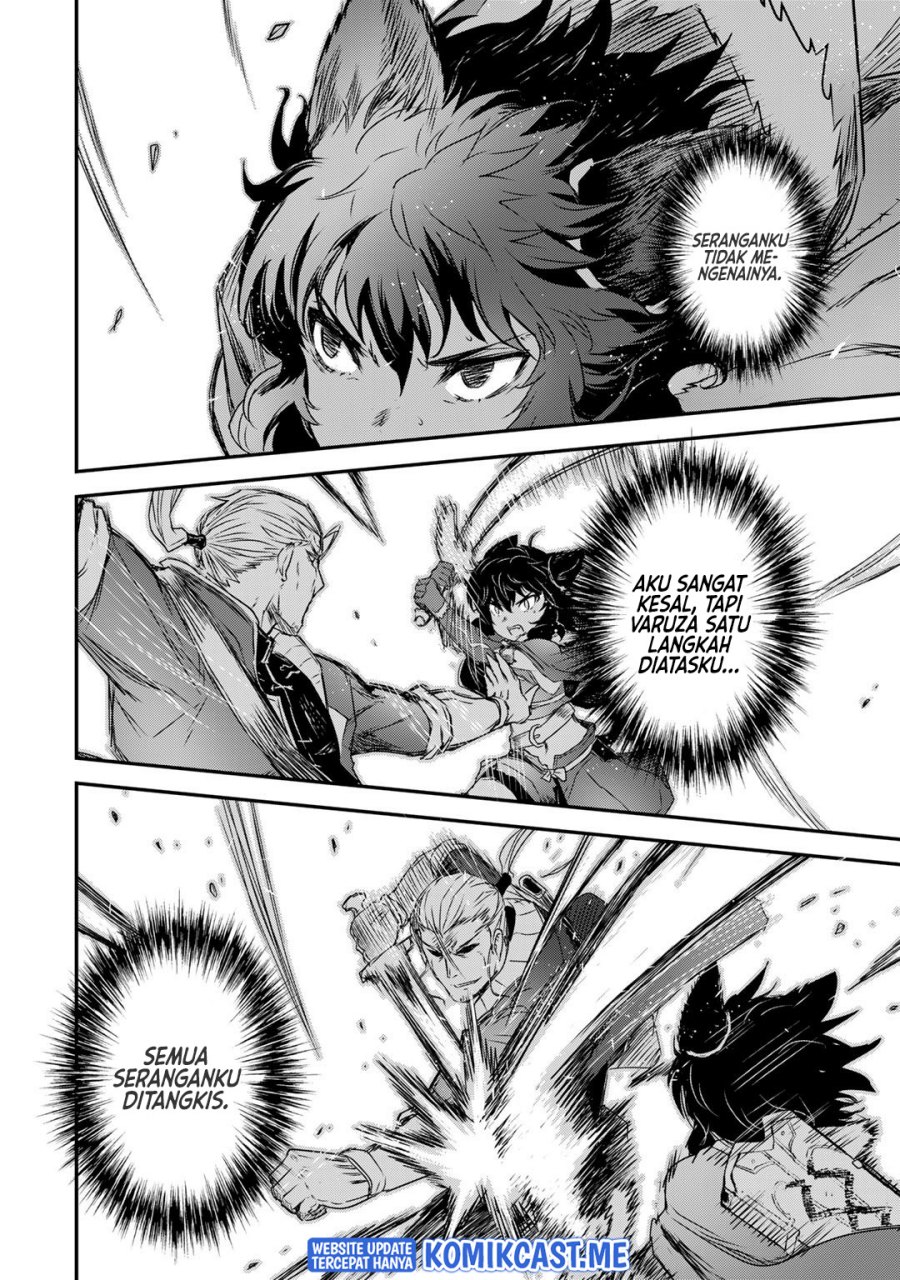 SERANGANKU
TIDAK ME-
NGENAINYA.
AKU SANGAT
KESAL, TAPI
VARUZA SATU
LANGKAH
DIATASKU...
SEMUA
SERANGANKU
DITANGKIS.
WEBSITE UPDATE
TERCEPAT HANYA
KOMIKCAST.ME